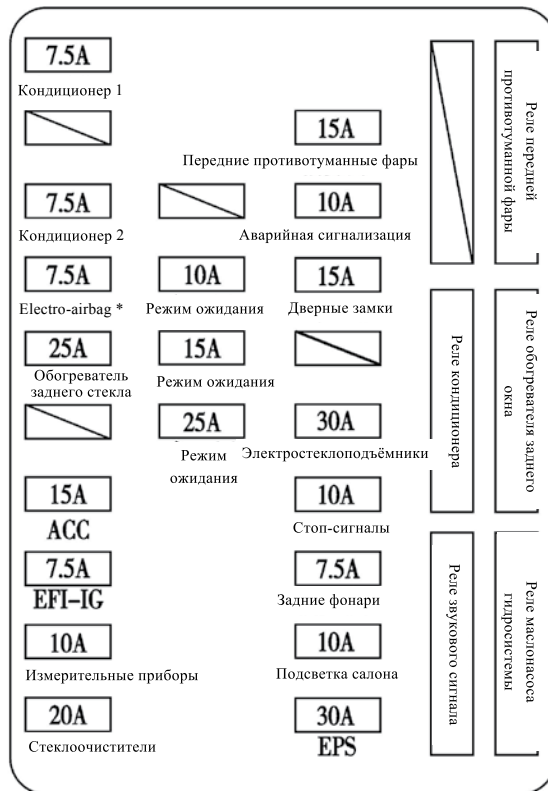 7.5A
Кондиционер 1
15A
Передние противотуманные фары
7.5A
10A
Кондиционер 2
Аварийная сигнализация
7.5A
10A
15A
Electro-airbag *
Режим ожидания
Дверные замки
25A
15A
Обогреватель
заднего стекла
Режим ожидания
25A
30A
Режим
ожидания
Электростеклоподъёмники
15A
10A
ACC
Стоп-сигналы
7.5A
7.5A
EFI-IG
Задние фонари
10A
10A
Измерительные приборы
Подсветка салона
20A
30A
Стеклоочистители
EPS
Реле передней
противотуманной фары
Реле кондиционера
Реле обогревателя заднего
окна
Реле звукового сигнала
Реле маслонасоса
гидросистемы